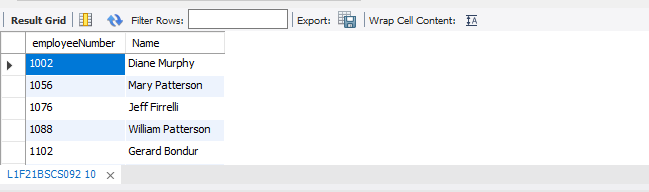 Result Grid Filter Rows: Export: Wrap Cell Content:
employeeNumber Name
1002 Diane Murphy
1056 Mary Patterson
1076 Jeff Firrelli
1088 William Patterson
1102 Gerard Bondur
L1F21BSCS092 10